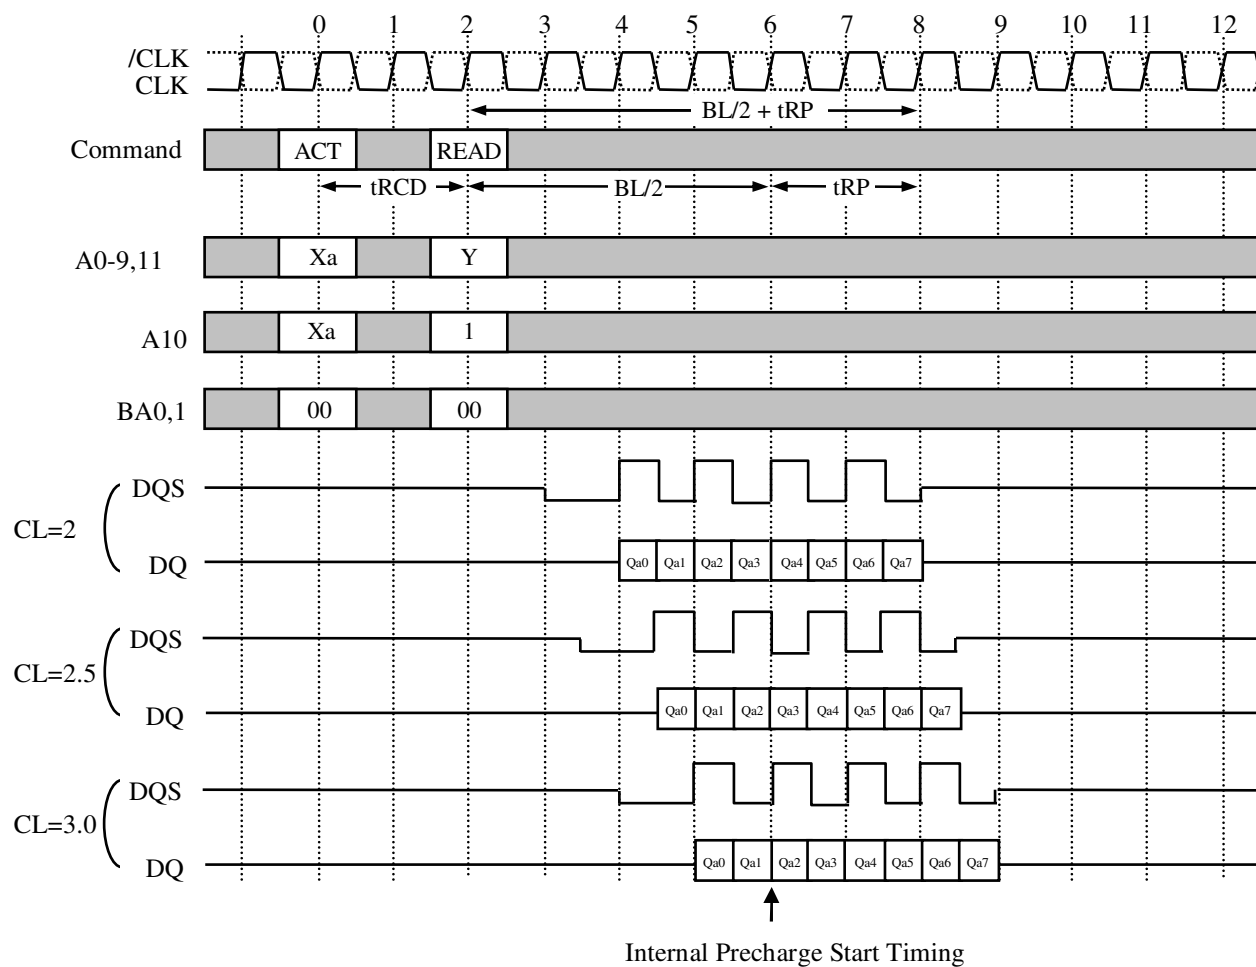 0 1 2 3 4 5 6 7 8 9 10 11 12
/CLK
CLK
BL/2 + tRP
Command ACT READ
tRCD BL/2 tRP
A0-9,11 Xa Y
A10 Xa 1
BA0,1 00 00
DQS
CL=2
DQ Qa0 Qa1 Qa2 Qa3 Qa4 Qa5 Qa6 Qa7
DQS
CL=2.5
DQ Qa0 Qa1 Qa2 Qa3 Qa4 Qa5 Qa6 Qa7
DQS
CL=3.0
DQ Qa0 Qa1 Qa2 Qa3 Qa4 Qa5 Qa6 Qa7
Internal Precharge Start Timing